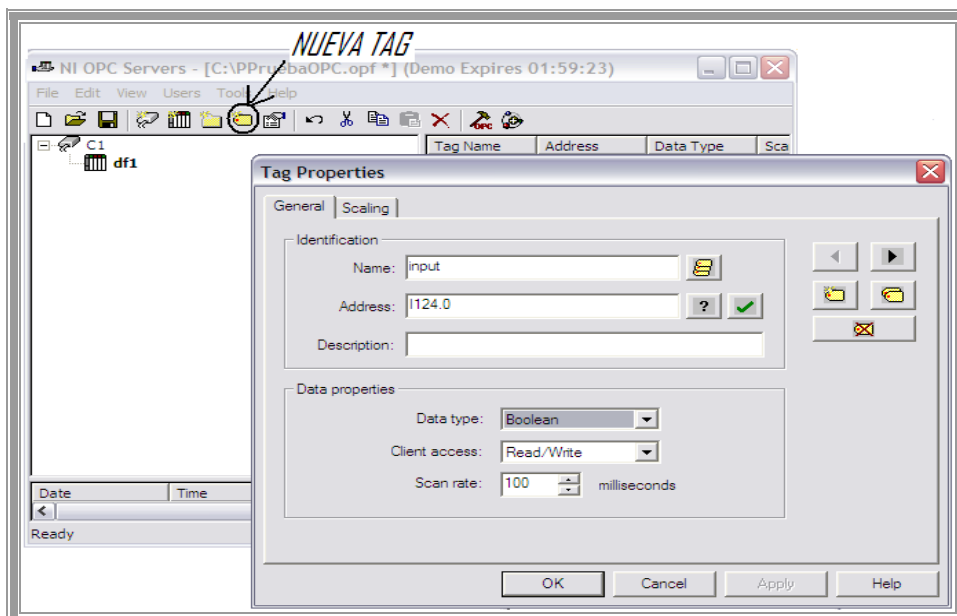 NUEVA TAG
NI OPC Servers - [C:\PPruebaOPC.opf *] (Demo Expires 01:59:23)
File Edit View Users Tools Help
C1
df1
Tag Name Address Data Type Sca
Tag Properties
General Scaling
Identification
Name: input
Address: I124.0 ?
Description:
Data properties
Data type: Boolean
Client access: Read/Write
Scan rate: 100 milliseconds
Date Time
Ready
OK Cancel Apply Help